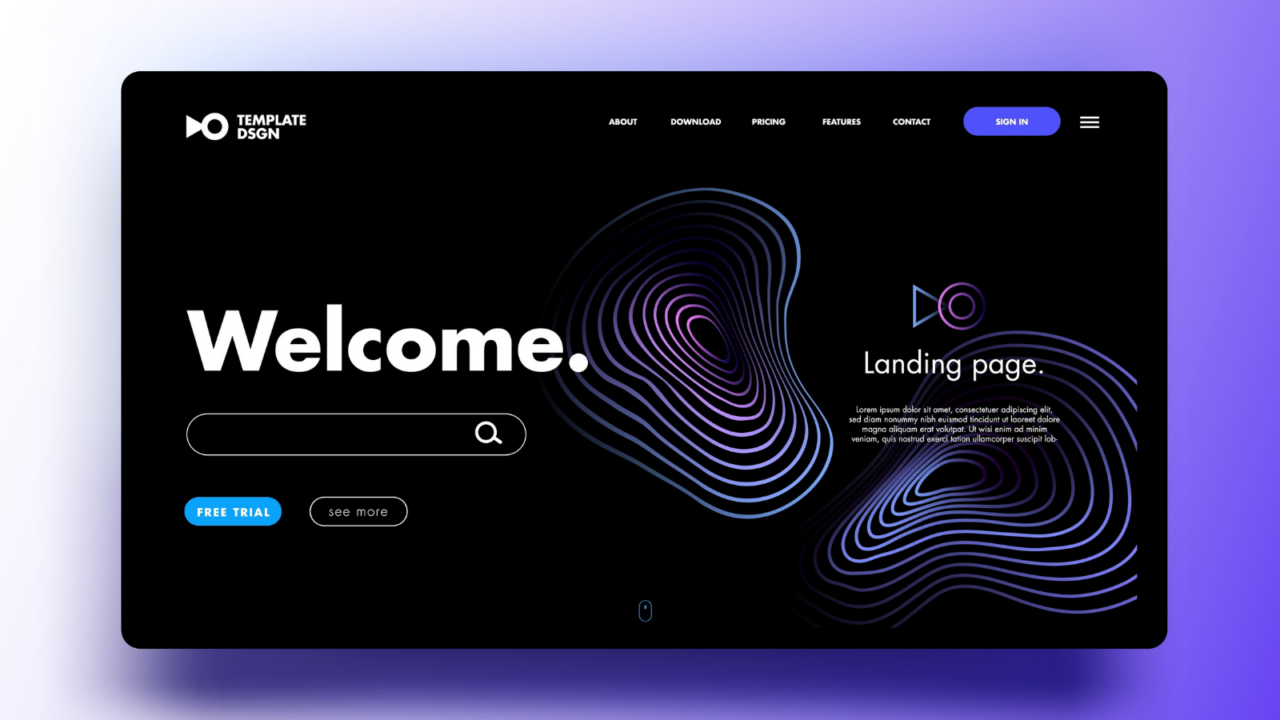 TEMPLATE
DSGN
ABOUT DOWNLOAD PRICING FEATURES CONTACT SIGN IN
Welcome.
FREE TRIAL see more
Landing page.
Lorem ipsum dolor sit amet, consectetuer adipiscing elit,
sed diam nonummy nibh euismod tincidunt ut laoreet dolore
magna aliquam erat volutpat. Ut wisi enim ad minim
veniam, quis nostrud exerci tation ullamcorper suscipit lob-